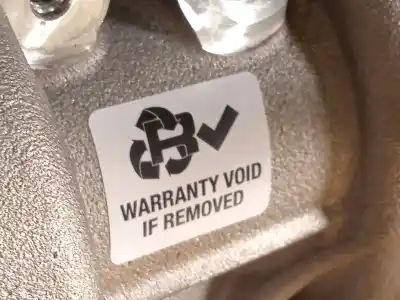 R
WARRANTY VOID
IF REMOVED